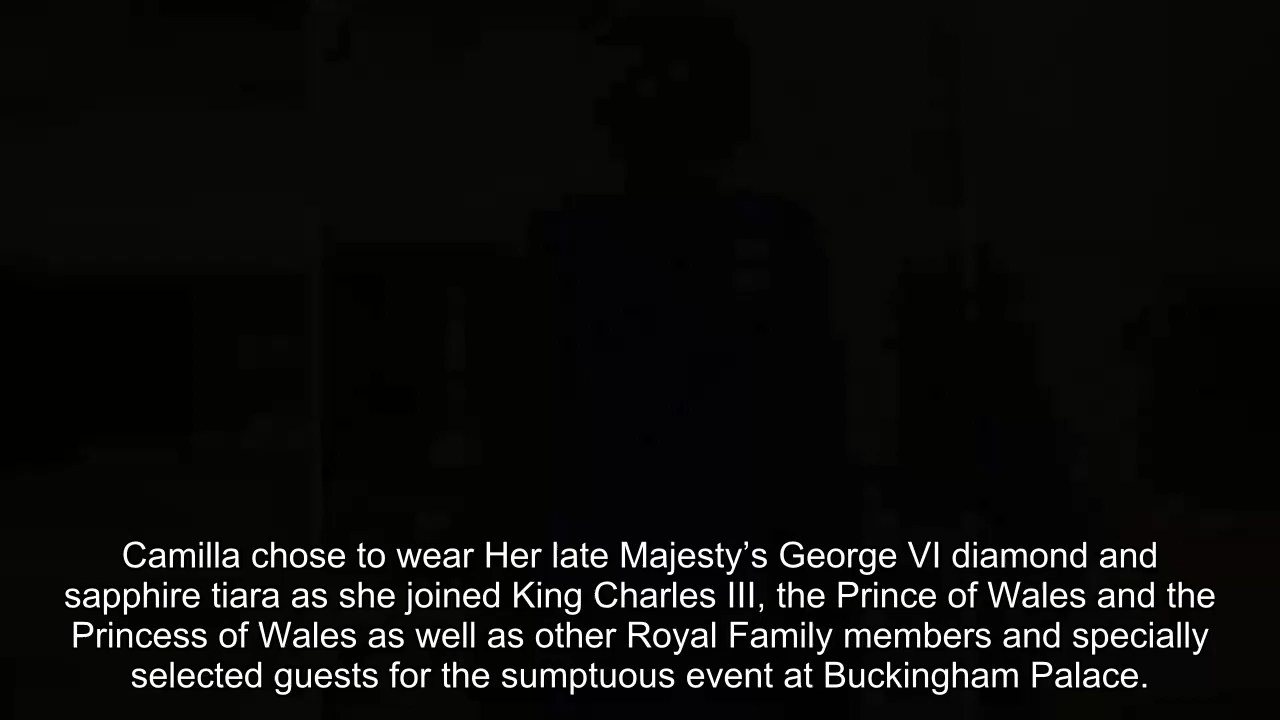 Camilla chose to wear Her late Majesty’s George VI diamond and
sapphire tiara as she joined King Charles III, the Prince of Wales and the
Princess of Wales as well as other Royal Family members and specially
selected guests for the sumptuous event at Buckingham Palace.